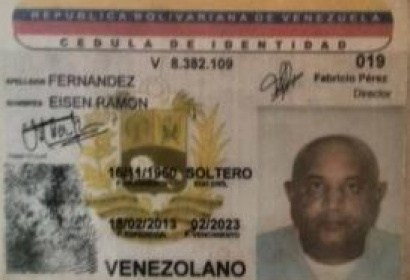 REPUBLICA BOLIVARIANA DE VENEZUELA
CEDULA DE IDENTIDAD
V 8.382.109 019
APELLIDOS FERNANDEZ
Fabricio Pérez
Director
NOMBRES EISEN RAMON
16/11/1960 SOLTERO
F. NACIMIENTO EDO. CIVIL
18/02/2013 02/2023
F. EXPEDICION F. VENCIMIENTO
VENEZOLANO